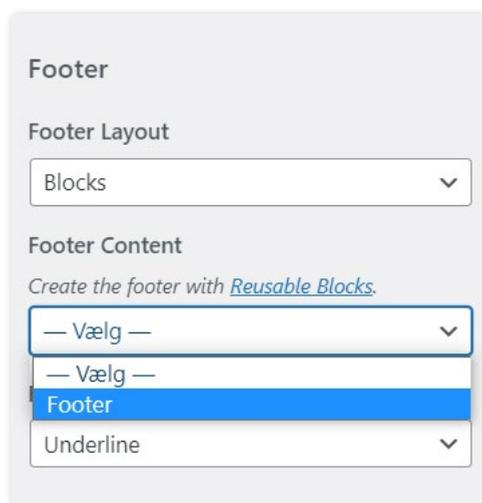 Footer
Footer Layout
Blocks
Footer Content
Create the footer with Reusable Blocks.
— Vælg —
— Vælg —
Footer
Underline